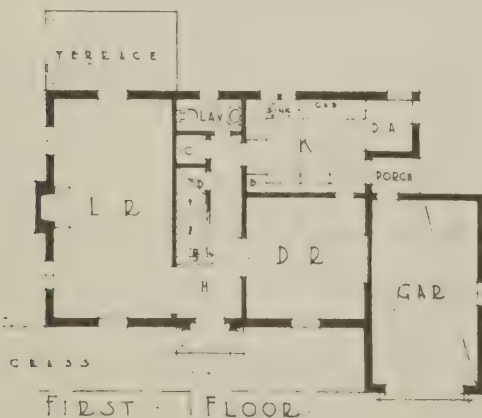 TERRACE
LAV
SINK
CAB
C
K
D A
D
B
PORCH
L R
D R
H
GAR
GRASS
FIRST FLOOR